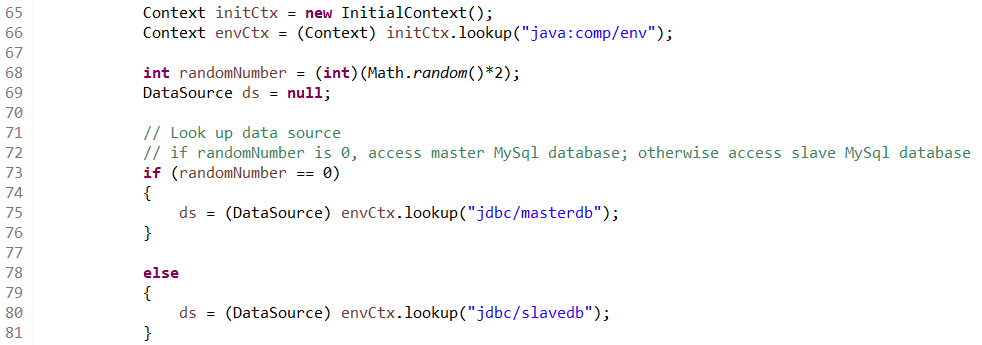 65 Context initCtx = new InitialContext();
66 Context envCtx = (Context) initCtx.lookup("java:comp/env");
67
68 int randomNumber = (int)(Math.random()*2);
69 DataSource ds = null;
70
71 // Look up data source
72 // if randomNumber is 0, access master MySql database; otherwise access slave MySql database
73 if (randomNumber == 0)
74 {
75 ds = (DataSource) envCtx.lookup("jdbc/masterdb");
76 }
77
78 else
79 {
80 ds = (DataSource) envCtx.lookup("jdbc/slavedb");
81 }